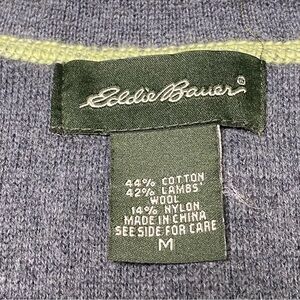 Eddie Bauer®
44% COTTON
42% LAMBS'
WOOL
14% NYLON
MADE IN CHINA
SEE SIDE FOR CARE
M